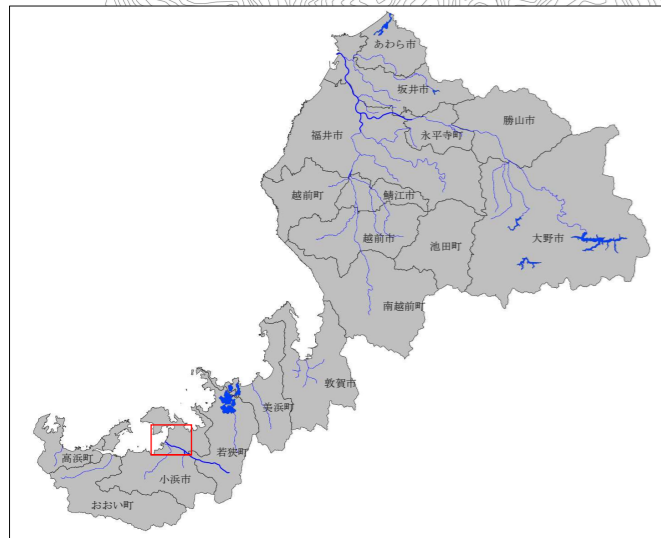 あわら市
坂井市
勝山市
福井市
永平寺町
越前町
鯖江市
越前市
池田町
大野市
南越前町
敦賀市
美浜町
若狭町
高浜町
小浜市
おおい町